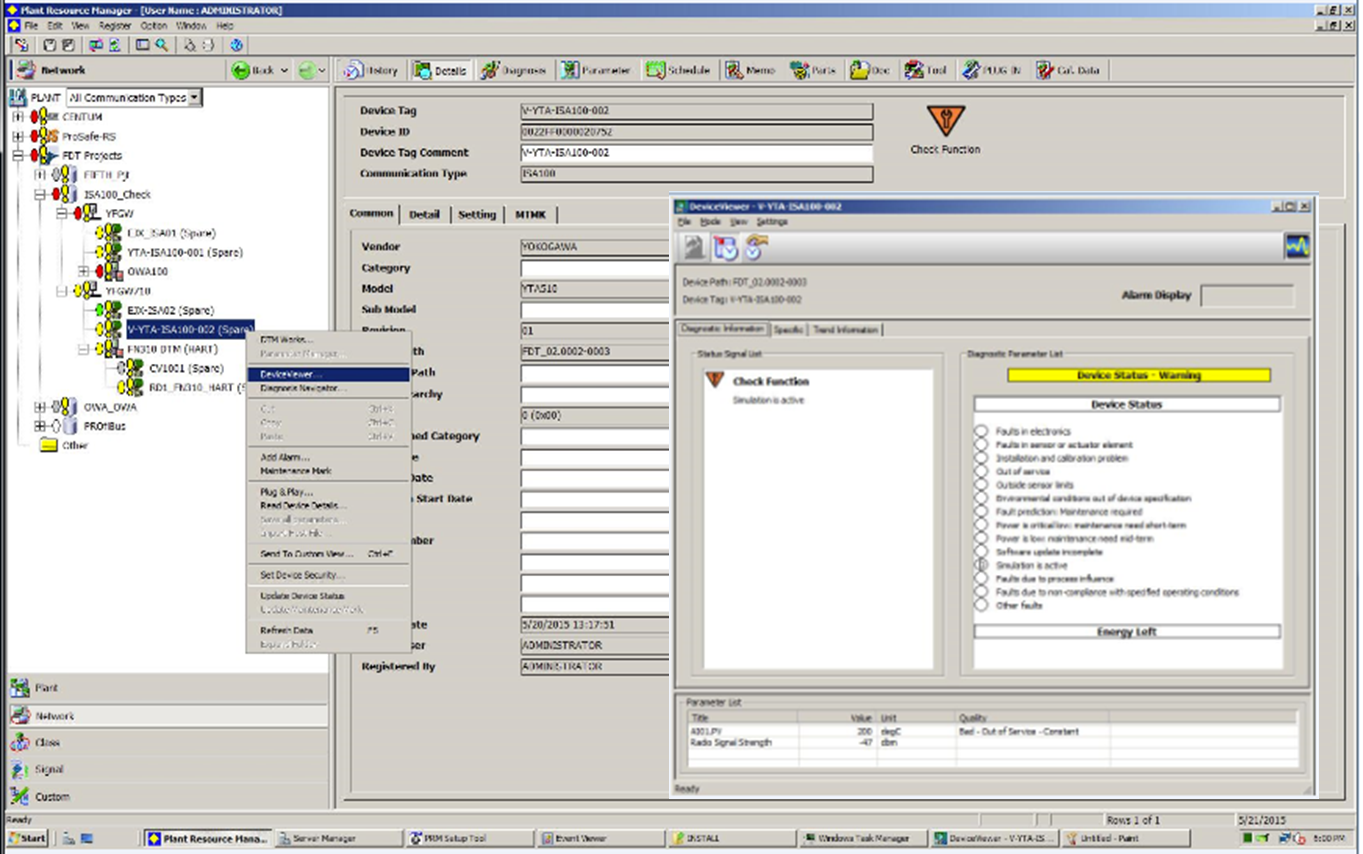 Plant Resource Manager - [User Name : ADMINISTRATOR]
File Edit View Register Option Window Help
Network
Back
History Details Diagnosis Parameter Schedule Memo Parts Doc Tool PLUG IN Cal. Data
PLANT All Communication Types
CENTUM
ProSafe-RS
FDT Projects
FIFTH_Pjt
ISA100_Check
YFGW
EJX_ISA01 (Spare)
YTA-ISA100-001 (Spare)
OWA100
YFGW710
EJX-ISA02 (Spare)
V-YTA-ISA100-002 (Spare)
FN310 DTM (HART)
CV1001 (Spare)
RD1_FN310_HART (S
OWA_OWA
PROfiBus
Other
DTM Works...
Parameter Manager...
DeviceViewer...
Diagnosis Navigator...
Cut Ctrl+X
Copy Ctrl+C
Paste Ctrl+V
Add Alarm...
Maintenance Mark
Plug & Play...
Read Device Details...
Save all parameters...
Import Host File...
Send To Custom View... Ctrl+E
Set Device Security...
Update Device Status
Update Maintenance Mark
Refresh Data F5
Expand Folder
Plant
Network
Class
Signal
Custom
Device Tag V-YTA-ISA100-002
Device ID 0022FF0000020752
Device Tag Comment V-YTA-ISA100-002
Communication Type ISA100
Check Function
Common Detail Setting MTMK
Vendor YOKOGAWA
Category
Model YTA510
Sub Model
Revision 01
th FDT_02.0002-0003
Path
rchy
0 (0x00)
ned Category
e
Date
n Start Date
mber
ate 5/20/2015 13:17:51
ser ADMINISTRATOR
Registered By ADMINISTRATOR
DeviceViewer - V-YTA-ISA100-002
File Mode View Settings
Device Path: FDT_02.0002-0003
Device Tag: V-YTA-ISA100-002
Alarm Display
Diagnostic Information Specific Trend Information
Status Signal List
Check Function
Simulation is active
Diagnostic Parameter List
Device Status - Warning
Device Status
Faults in electronics
Faults in sensor or actuator element
Installation and calibration problem
Out of service
Outside sensor limits
Environmental conditions out of device specification
Fault prediction: Maintenance required
Power is critical low: maintenance need short-term
Power is low: maintenance need mid-term
Software update incomplete
Simulation is active
Faults due to process influence
Faults due to non-compliance with specified operating conditions
Other faults
Energy Left
Parameter List
Title Value Unit Quality
AI01.PV 200 degC Bad - Out of Service - Constant
Radio Signal Strength -47 dbm
Ready
Ready
Rows 1 of 1 5/21/2015
Start Plant Resource Mana... Server Manager PRM Setup Tool Event Viewer INSTALL Windows Task Manager DeviceViewer - V-YTA-IS... Untitled - Paint 8:00 PM